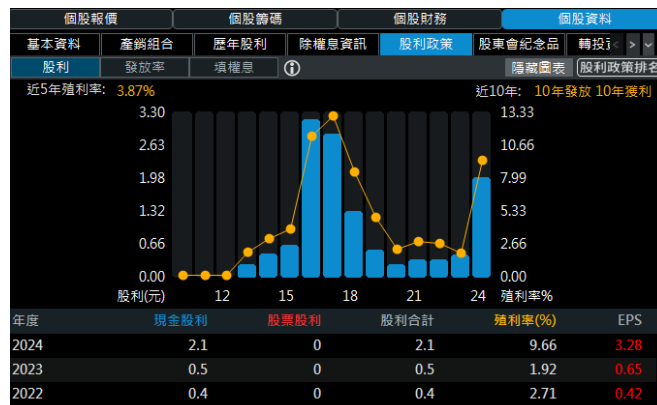 個股報價 個股籌碼 個股財務 個股資料
基本資料 產銷組合 歷年股利 除權息資訊 股利政策 股東會紀念品 轉投
股利 發放率 填權息 隱藏圖表 股利政策排名
近5年殖利率: 3.87% 近10年: 10年發放 10年獲利
3.30 13.33
2.63 10.66
1.98 7.99
1.32 5.33
0.66 2.66
0.00 0.00
股利(元) 12 15 18 21 24 殖利率%
年度 現金股利 股票股利 股利合計 殖利率(%) EPS
2024 2.1 0 2.1 9.66 3.28
2023 0.5 0 0.5 1.92 0.65
2022 0.4 0 0.4 2.71 0.42